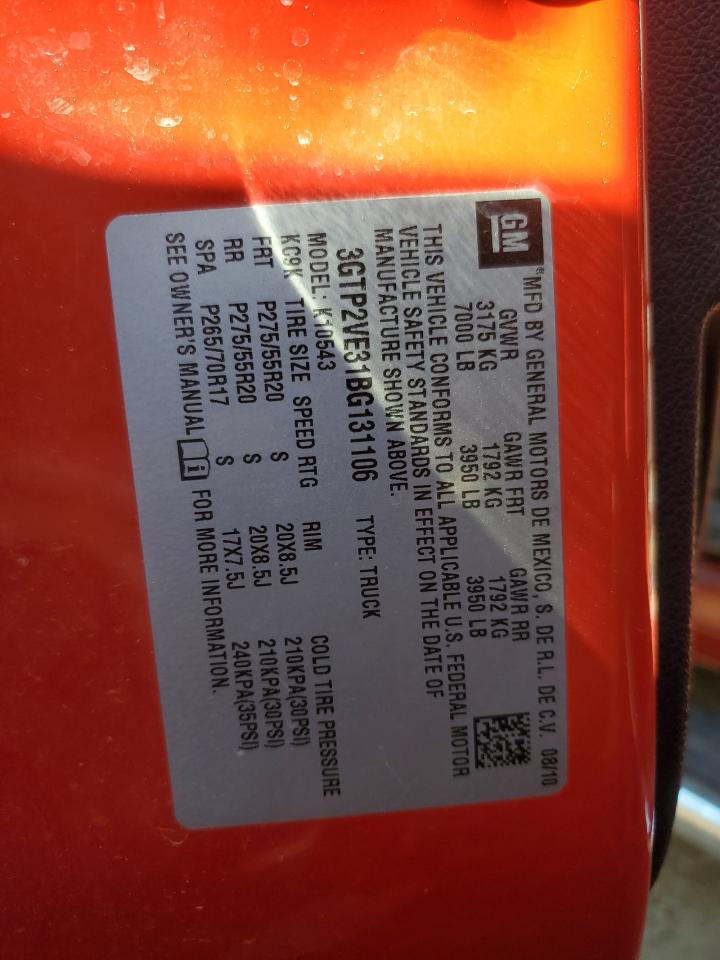 GM
®MFD BY GENERAL MOTORS DE MEXICO, S. DE R.L. DE C.V. 08/10
GVWR GAWR FRT GAWR RR
3175 KG 1792 KG 1792 KG
7000 LB 3950 LB 3950 LB
THIS VEHICLE CONFORMS TO ALL APPLICABLE U.S. FEDERAL MOTOR
VEHICLE SAFETY STANDARDS IN EFFECT ON THE DATE OF
MANUFACTURE SHOWN ABOVE.
3GTP2VE31BG131106 TYPE: TRUCK
MODEL: K10543
KC9K TIRE SIZE SPEED RTG RIM COLD TIRE PRESSURE
FRT P275/55R20 S 20X8.5J 210KPA(30PSI)
RR P275/55R20 S 20X8.5J 210KPA(30PSI)
SPA P265/70R17 S 17X7.5J 240KPA(35PSI)
SEE OWNER'S MANUAL FOR MORE INFORMATION.